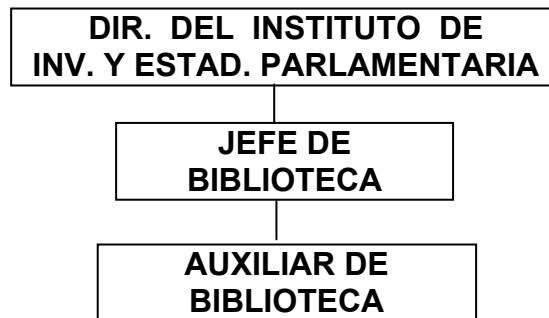 DIR. DEL INSTITUTO DE
INV. Y ESTAD. PARLAMENTARIA
JEFE DE
BIBLIOTECA
AUXILIAR DE
BIBLIOTECA